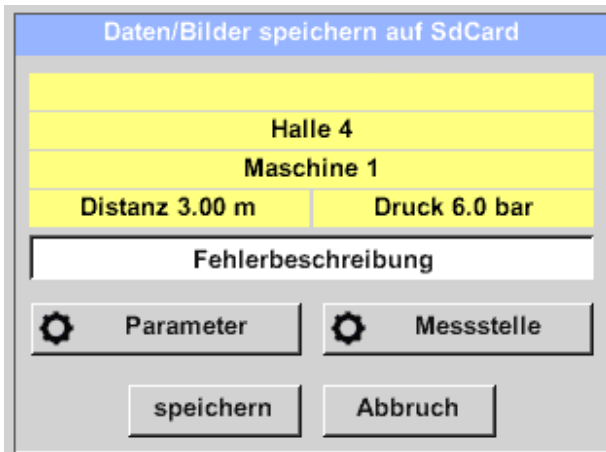 Daten/Bilder speichern auf SdCard
Halle 4
Maschine 1
Distanz 3.00 m Druck 6.0 bar
Fehlerbeschreibung
Parameter Messstelle
speichern Abbruch